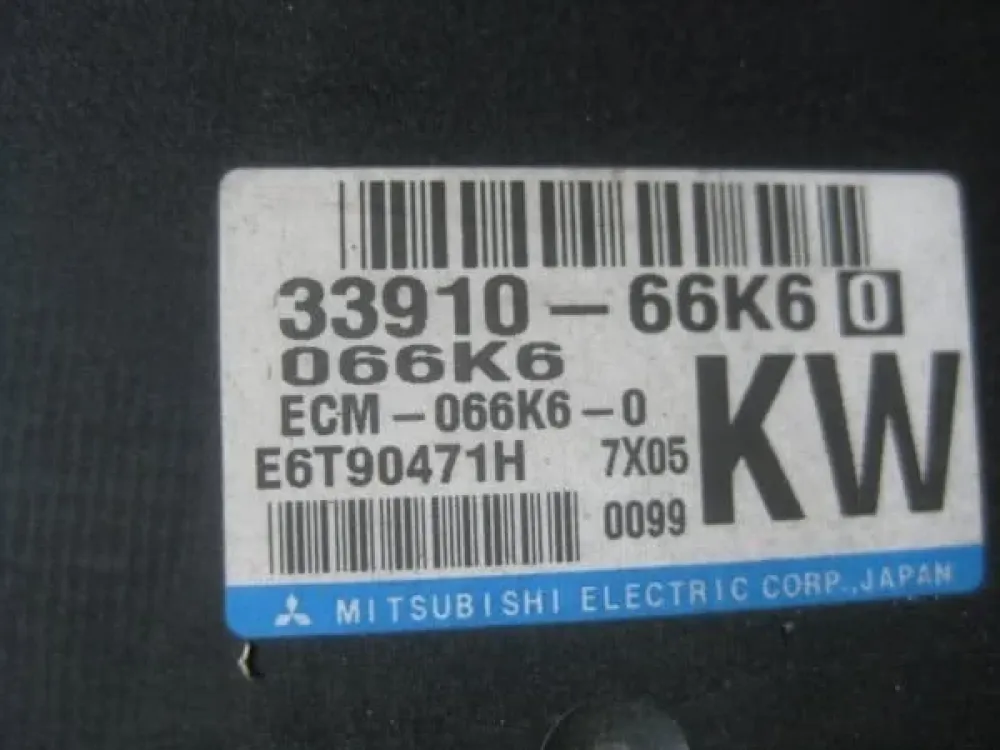 33910-66K6 0
066K6
ECM-066K6-0
E6T90471H 7X05
0099
KW
MITSUBISHI ELECTRIC CORP., JAPAN